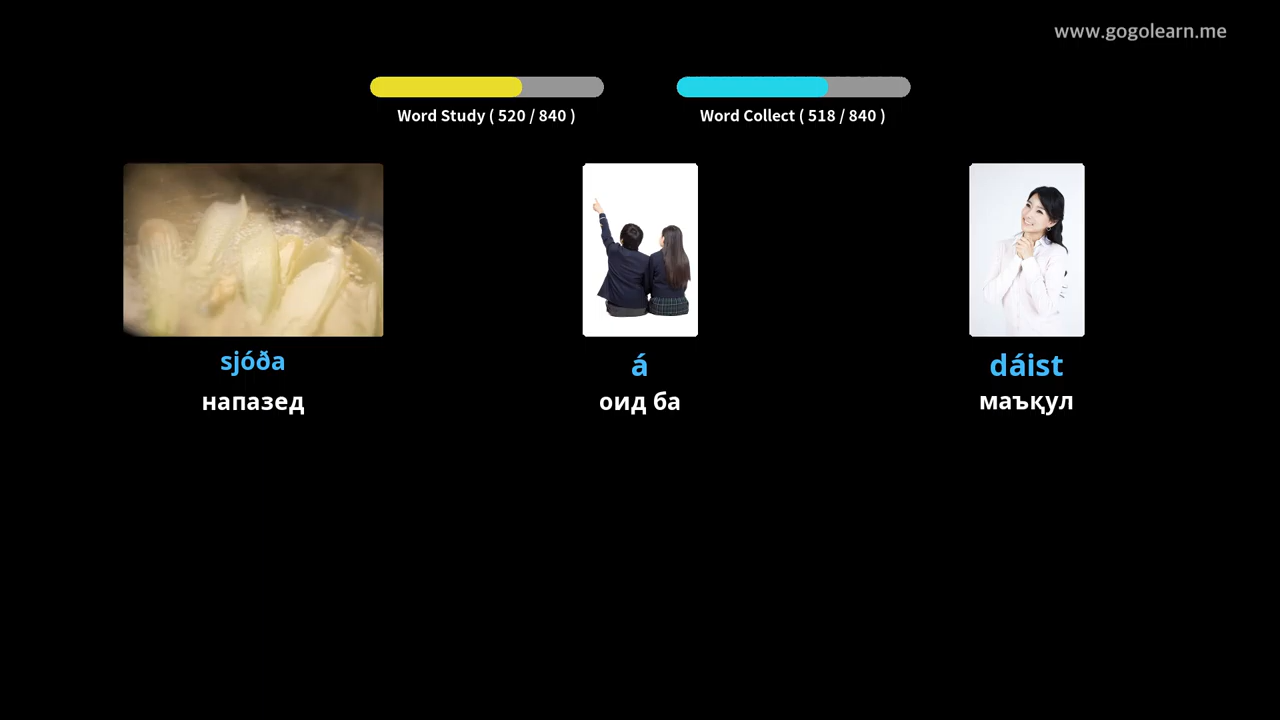 www.gogolearn.me
Word Study ( 520 / 840 )
Word Collect ( 518 / 840 )
sjóða
á
dáist
напазед
оид ба
маъқул